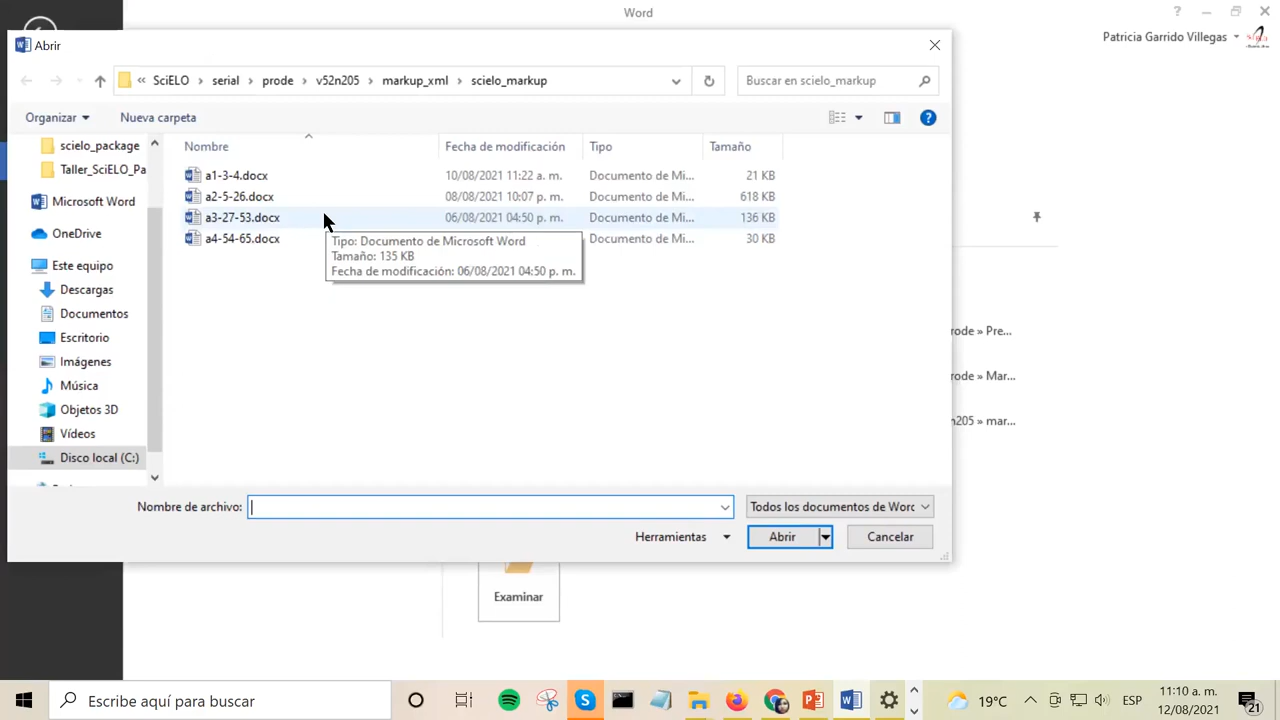 Word
?
Patricia Garrido Villegas
Abrir
« SciELO > serial > prode > v52n205 > markup_xml > scielo_markup
Buscar en scielo_markup
Organizar
Nueva carpeta
scielo_package
Taller_SciELO_Pa
Microsoft Word
OneDrive
Este equipo
Descargas
Documentos
Escritorio
Imágenes
Música
Objetos 3D
Vídeos
Disco local (C:)
Nombre Fecha de modificación Tipo Tamaño
a1-3-4.docx 10/08/2021 11:22 a. m. Documento de Mi... 21 KB
a2-5-26.docx 08/08/2021 10:07 p. m. Documento de Mi... 618 KB
a3-27-53.docx 06/08/2021 04:50 p. m. Documento de Mi... 136 KB
a4-54-65.docx Documento de Mi... 30 KB
Tipo: Documento de Microsoft Word
Tamaño: 135 KB
Fecha de modificación: 06/08/2021 04:50 p. m.
rode » Pre...
rode » Mar...
n205 » mar...
Nombre de archivo:
Todos los documentos de Word
Herramientas
Abrir
Cancelar
Examinar
Escribe aquí para buscar
19°C
ESP
11:10 a. m.
12/08/2021
21